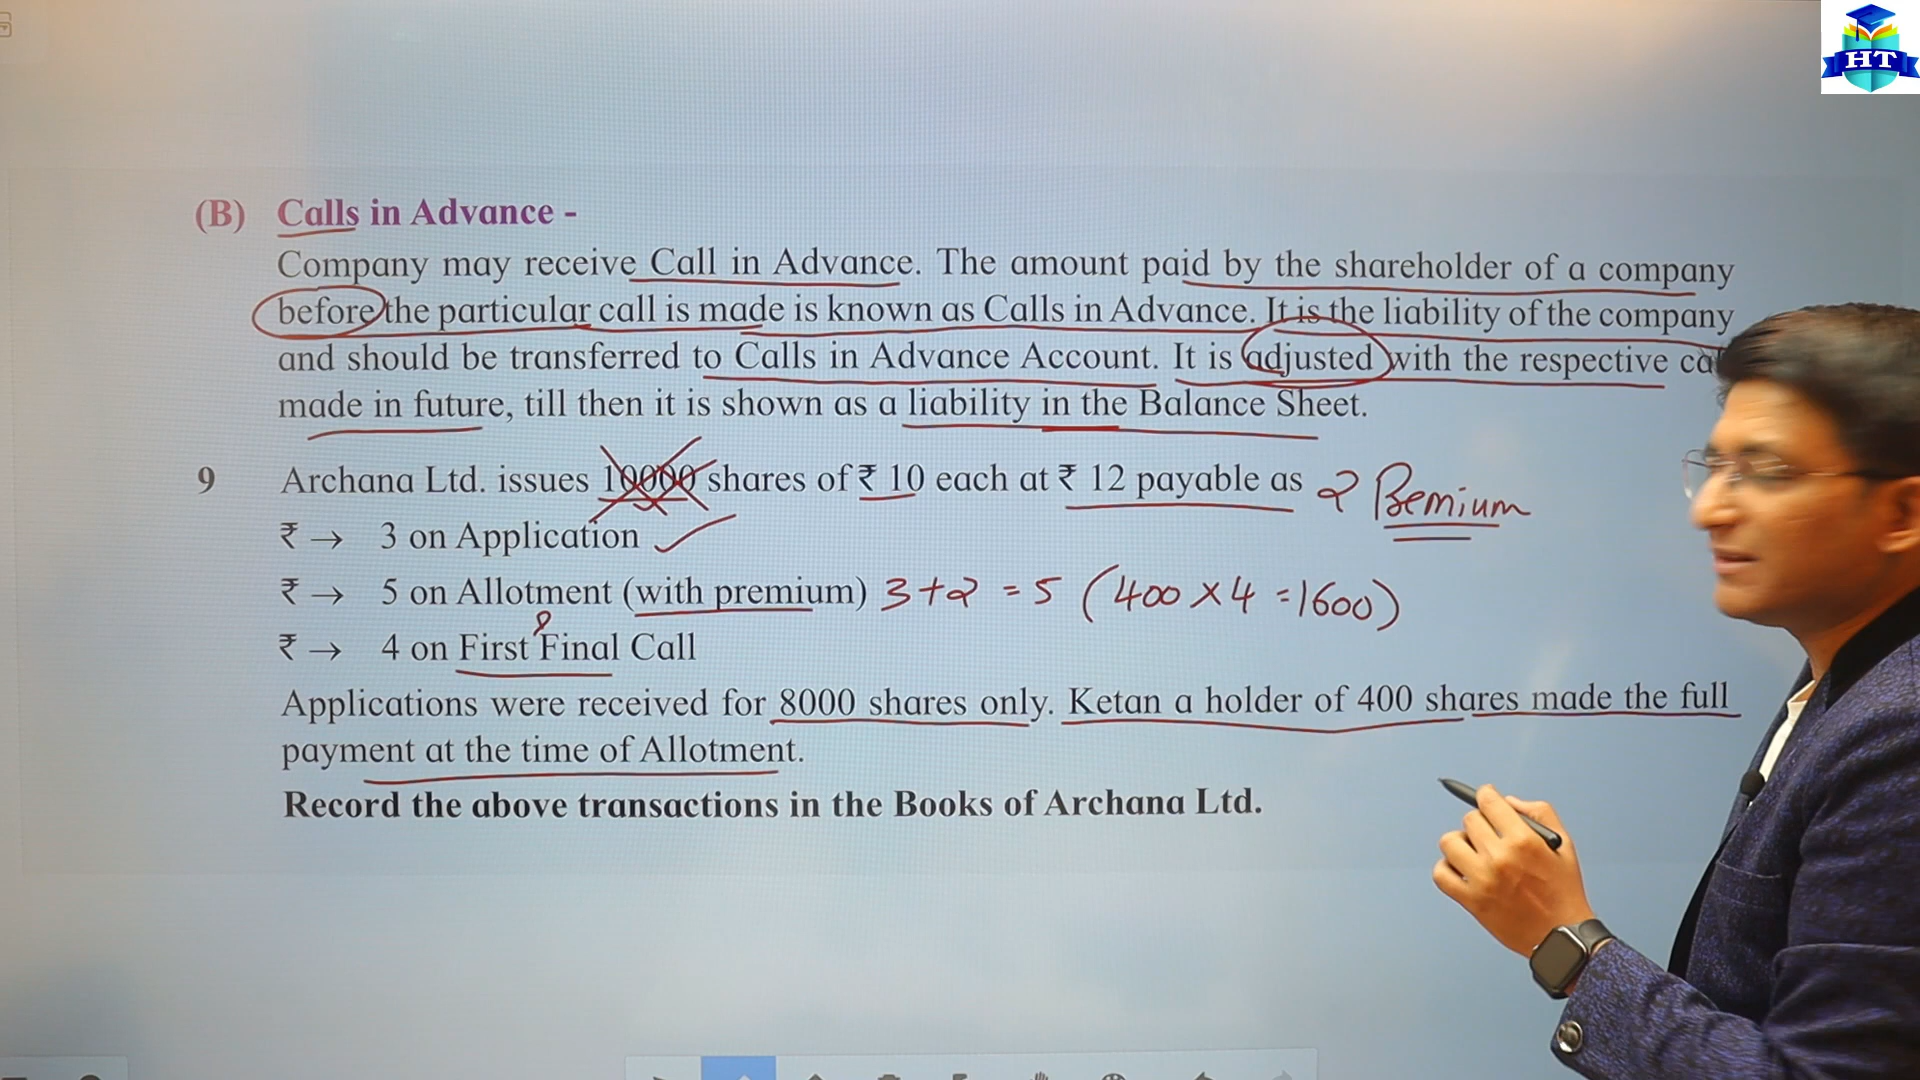 HT
(B) Calls in Advance -
Company may receive Call in Advance. The amount paid by the shareholder of a company
before the particular call is made is known as Calls in Advance. It is the liability of the company
and should be transferred to Calls in Advance Account. It is adjusted with the respective
made in future, till then it is shown as a liability in the Balance Sheet.
9 Archana Ltd. issues 10000 shares of ₹ 10 each at ₹ 12 payable as 2 Premium
₹ → 3 on Application
₹ → 5 on Allotment (with premium) 3+2 = 5 (400 × 4 = 1600)
₹ → 4 on First & Final Call
Applications were received for 8000 shares only. Ketan a holder of 400 shares made the full
payment at the time of Allotment.
Record the above transactions in the Books of Archana Ltd.